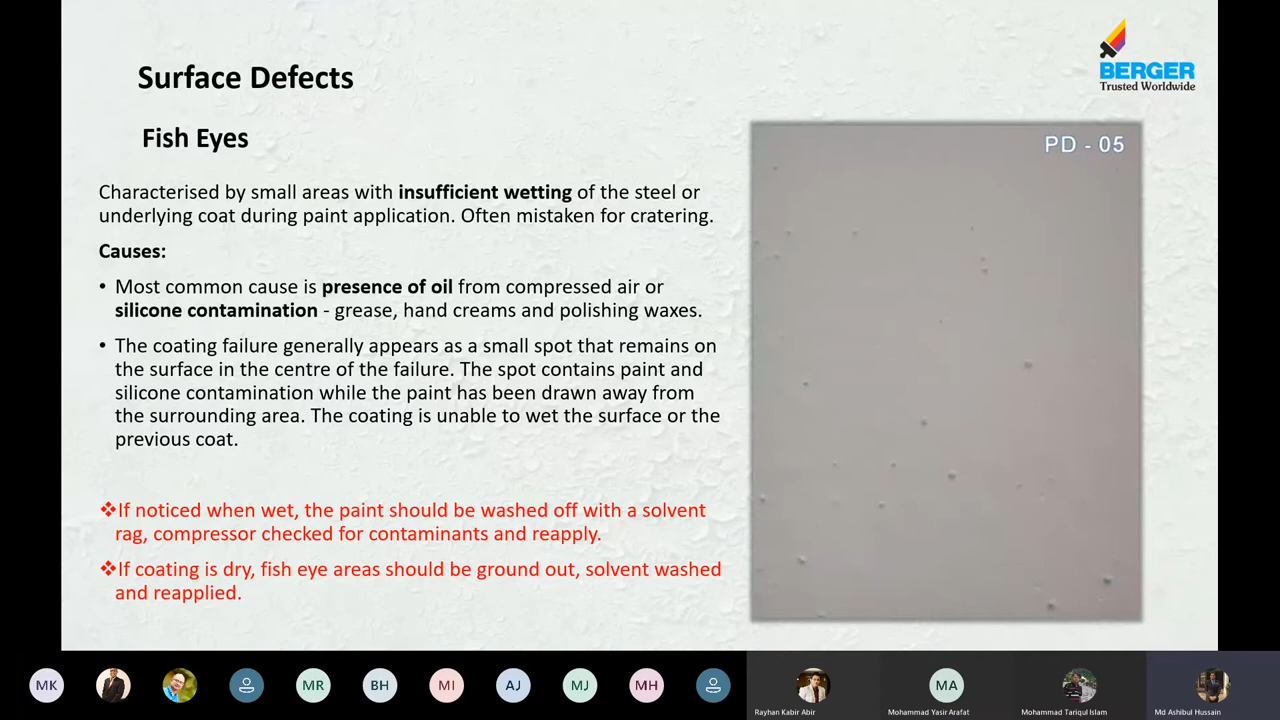 Surface Defects
BERGER
Trusted Worldwide
Fish Eyes
PD - 05
Characterised by small areas with insufficient wetting of the steel or
underlying coat during paint application. Often mistaken for cratering.
Causes:
• Most common cause is presence of oil from compressed air or
silicone contamination - grease, hand creams and polishing waxes.
• The coating failure generally appears as a small spot that remains on
the surface in the centre of the failure. The spot contains paint and
silicone contamination while the paint has been drawn away from
the surrounding area. The coating is unable to wet the surface or the
previous coat.
❖If noticed when wet, the paint should be washed off with a solvent
rag, compressor checked for contaminants and reapply.
❖If coating is dry, fish eye areas should be ground out, solvent washed
and reapplied.
MK
MR
BH
MI
AJ
MJ
MH
MA
Rayhan Kabir Abir
Mohammad Yasir Arafat
Mohammad Tariqul Islam
Md Ashibul Hussain